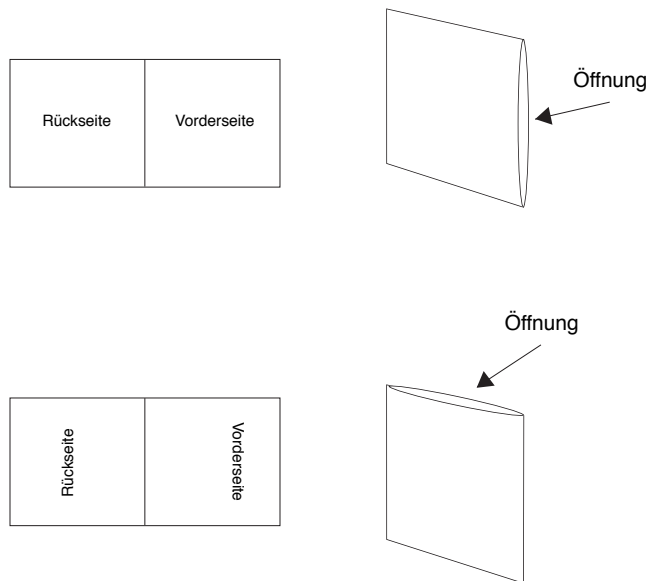 Öffnung
Rückseite
Vorderseite
Öffnung
Rückseite
Vorderseite